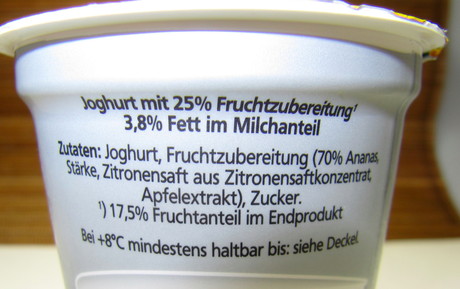 Joghurt mit 25% Fruchtzubereitung¹
3,8% Fett im Milchanteil
Zutaten: Joghurt, Fruchtzubereitung (70% Ananas,
Stärke, Zitronensaft aus Zitronensaftkonzentrat,
Apfelextrakt), Zucker.
¹) 17,5% Fruchtanteil im Endprodukt
Bei +8°C mindestens haltbar bis: siehe Deckel.